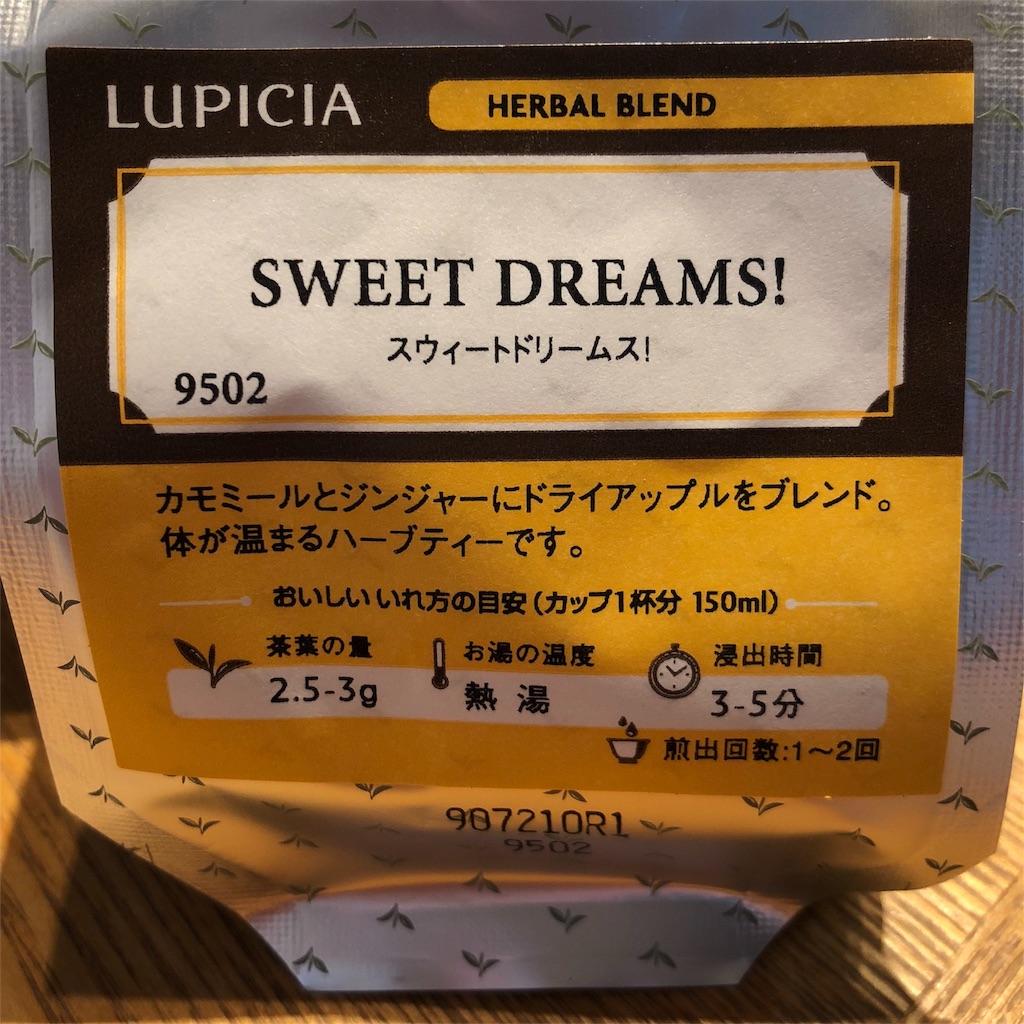 LUPICIA
HERBAL BLEND
SWEET DREAMS!
スウィートドリームス!
9502
カモミールとジンジャーにドライアップルをブレンド。
体が温まるハーブティーです。
おいしいいれ方の目安(カップ1杯分 150ml)
茶葉の量
2.5-3g
お湯の温度
熱湯
浸出時間
3-5分
煎出回数:1〜2回
907210R1
9502